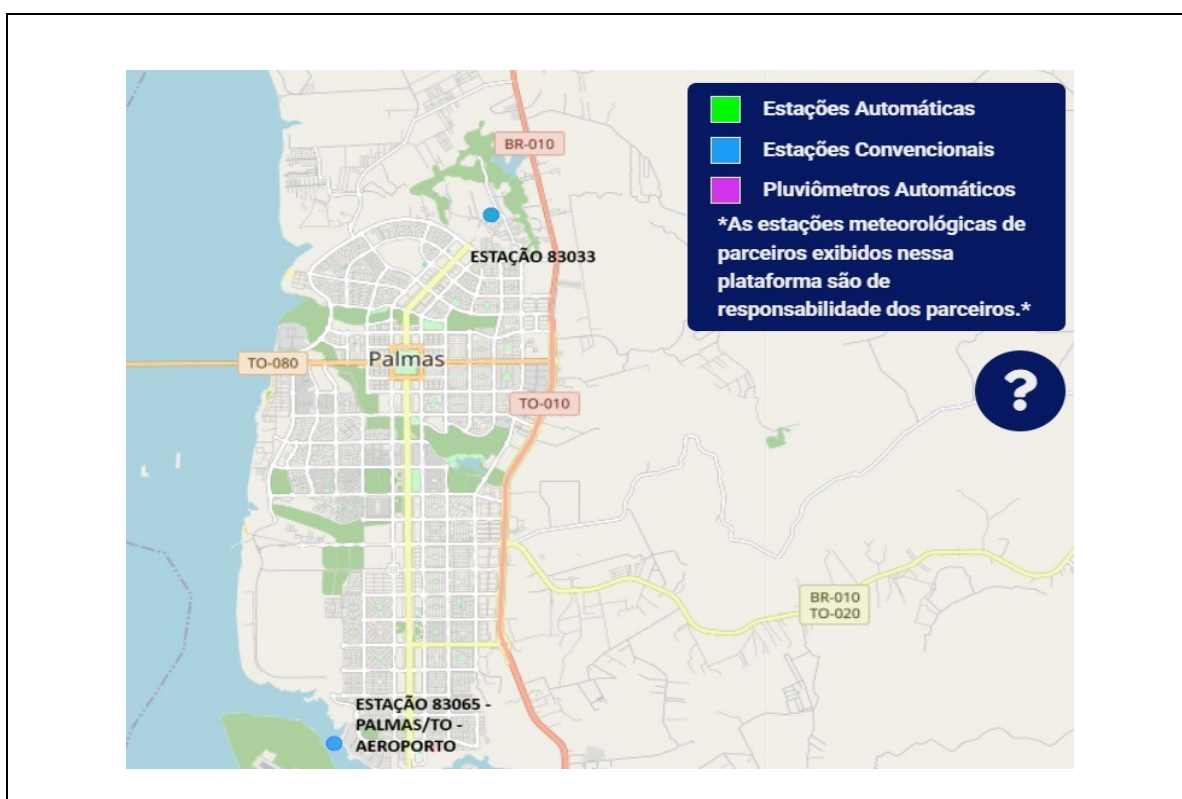 Estações Automáticas
BR-010
Estações Convencionais
Pluviômetros Automáticos
*As estações meteorológicas de
parceiros exibidos nessa
plataforma são de
responsabilidade dos parceiros.*
ESTAÇÃO 83033
TO-080
Palmas
?
TO-010
BR-010
TO-020
ESTAÇÃO 83065 -
PALMAS/TO -
AEROPORTO